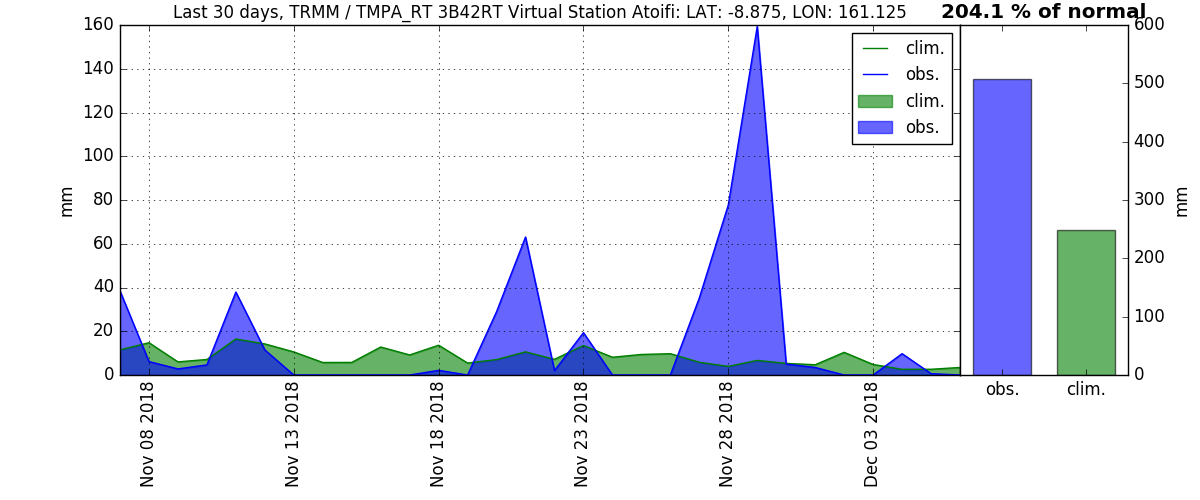 Last 30 days, TRMM / TMPA_RT 3B42RT Virtual Station Atoifi: LAT: -8.875, LON: 161.125
204.1 % of normal
160
140
120
100
80
60
40
20
0
mm
Nov 08 2018
Nov 13 2018
Nov 18 2018
Nov 23 2018
Nov 28 2018
Dec 03 2018
clim.
obs.
clim.
obs.
600
500
400
300
200
100
0
mm
obs.
clim.